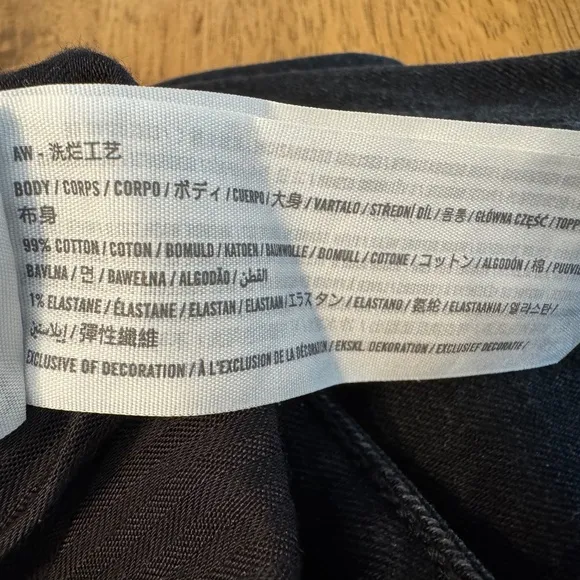 AW - 洗烂工艺
BODY / CORPS / CORPO / ボディ / CUERPO / 大身 / VARTALO / STŘEDNÍ DÍL / 몸통 / GŁÓWNA CZĘŚĆ / TOPP
布身
99% COTTON / COTON / BOMULD / KATOEN / BAUMWOLLE / BOMULL / COTONE / コットン / ALGODÓN / 棉 / PUUVI
BAVLNA / 면 / BAWEŁNA / ALGODÃO / القطن
1% ELASTANE / ÉLASTANE / ELASTAN / ELASTAAN / エラスタン / ELASTANO / 氨纶 / ELASTAANIA / 엘라스탄 /
إيلاستين / 彈性纖維
EXCLUSIVE OF DECORATION / À L'EXCLUSION DE LA DÉCORATION / EKSKL. DEKORATION / EXCLUSIEF DECORATIEF /